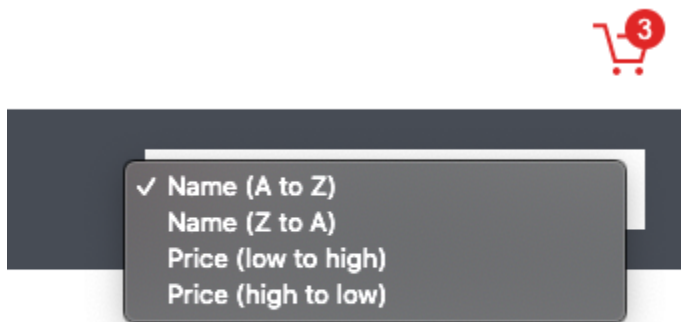 3
Name (A to Z)
Name (Z to A)
Price (low to high)
Price (high to low)